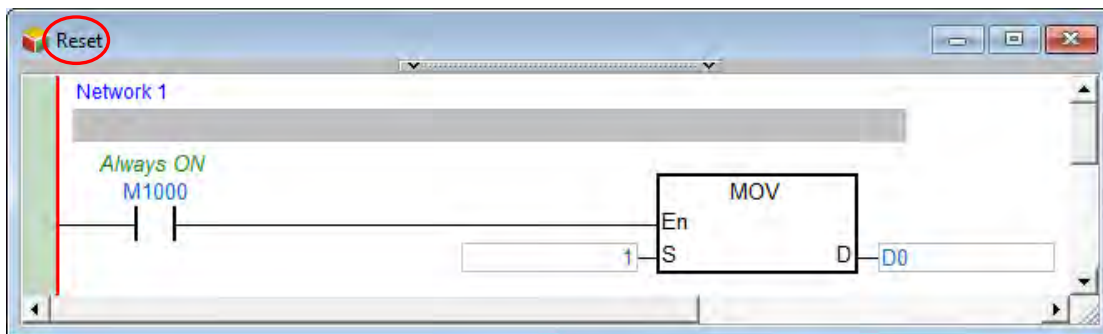 Reset
Network 1
Always ON
M1000
MOV
En
1 S D D0